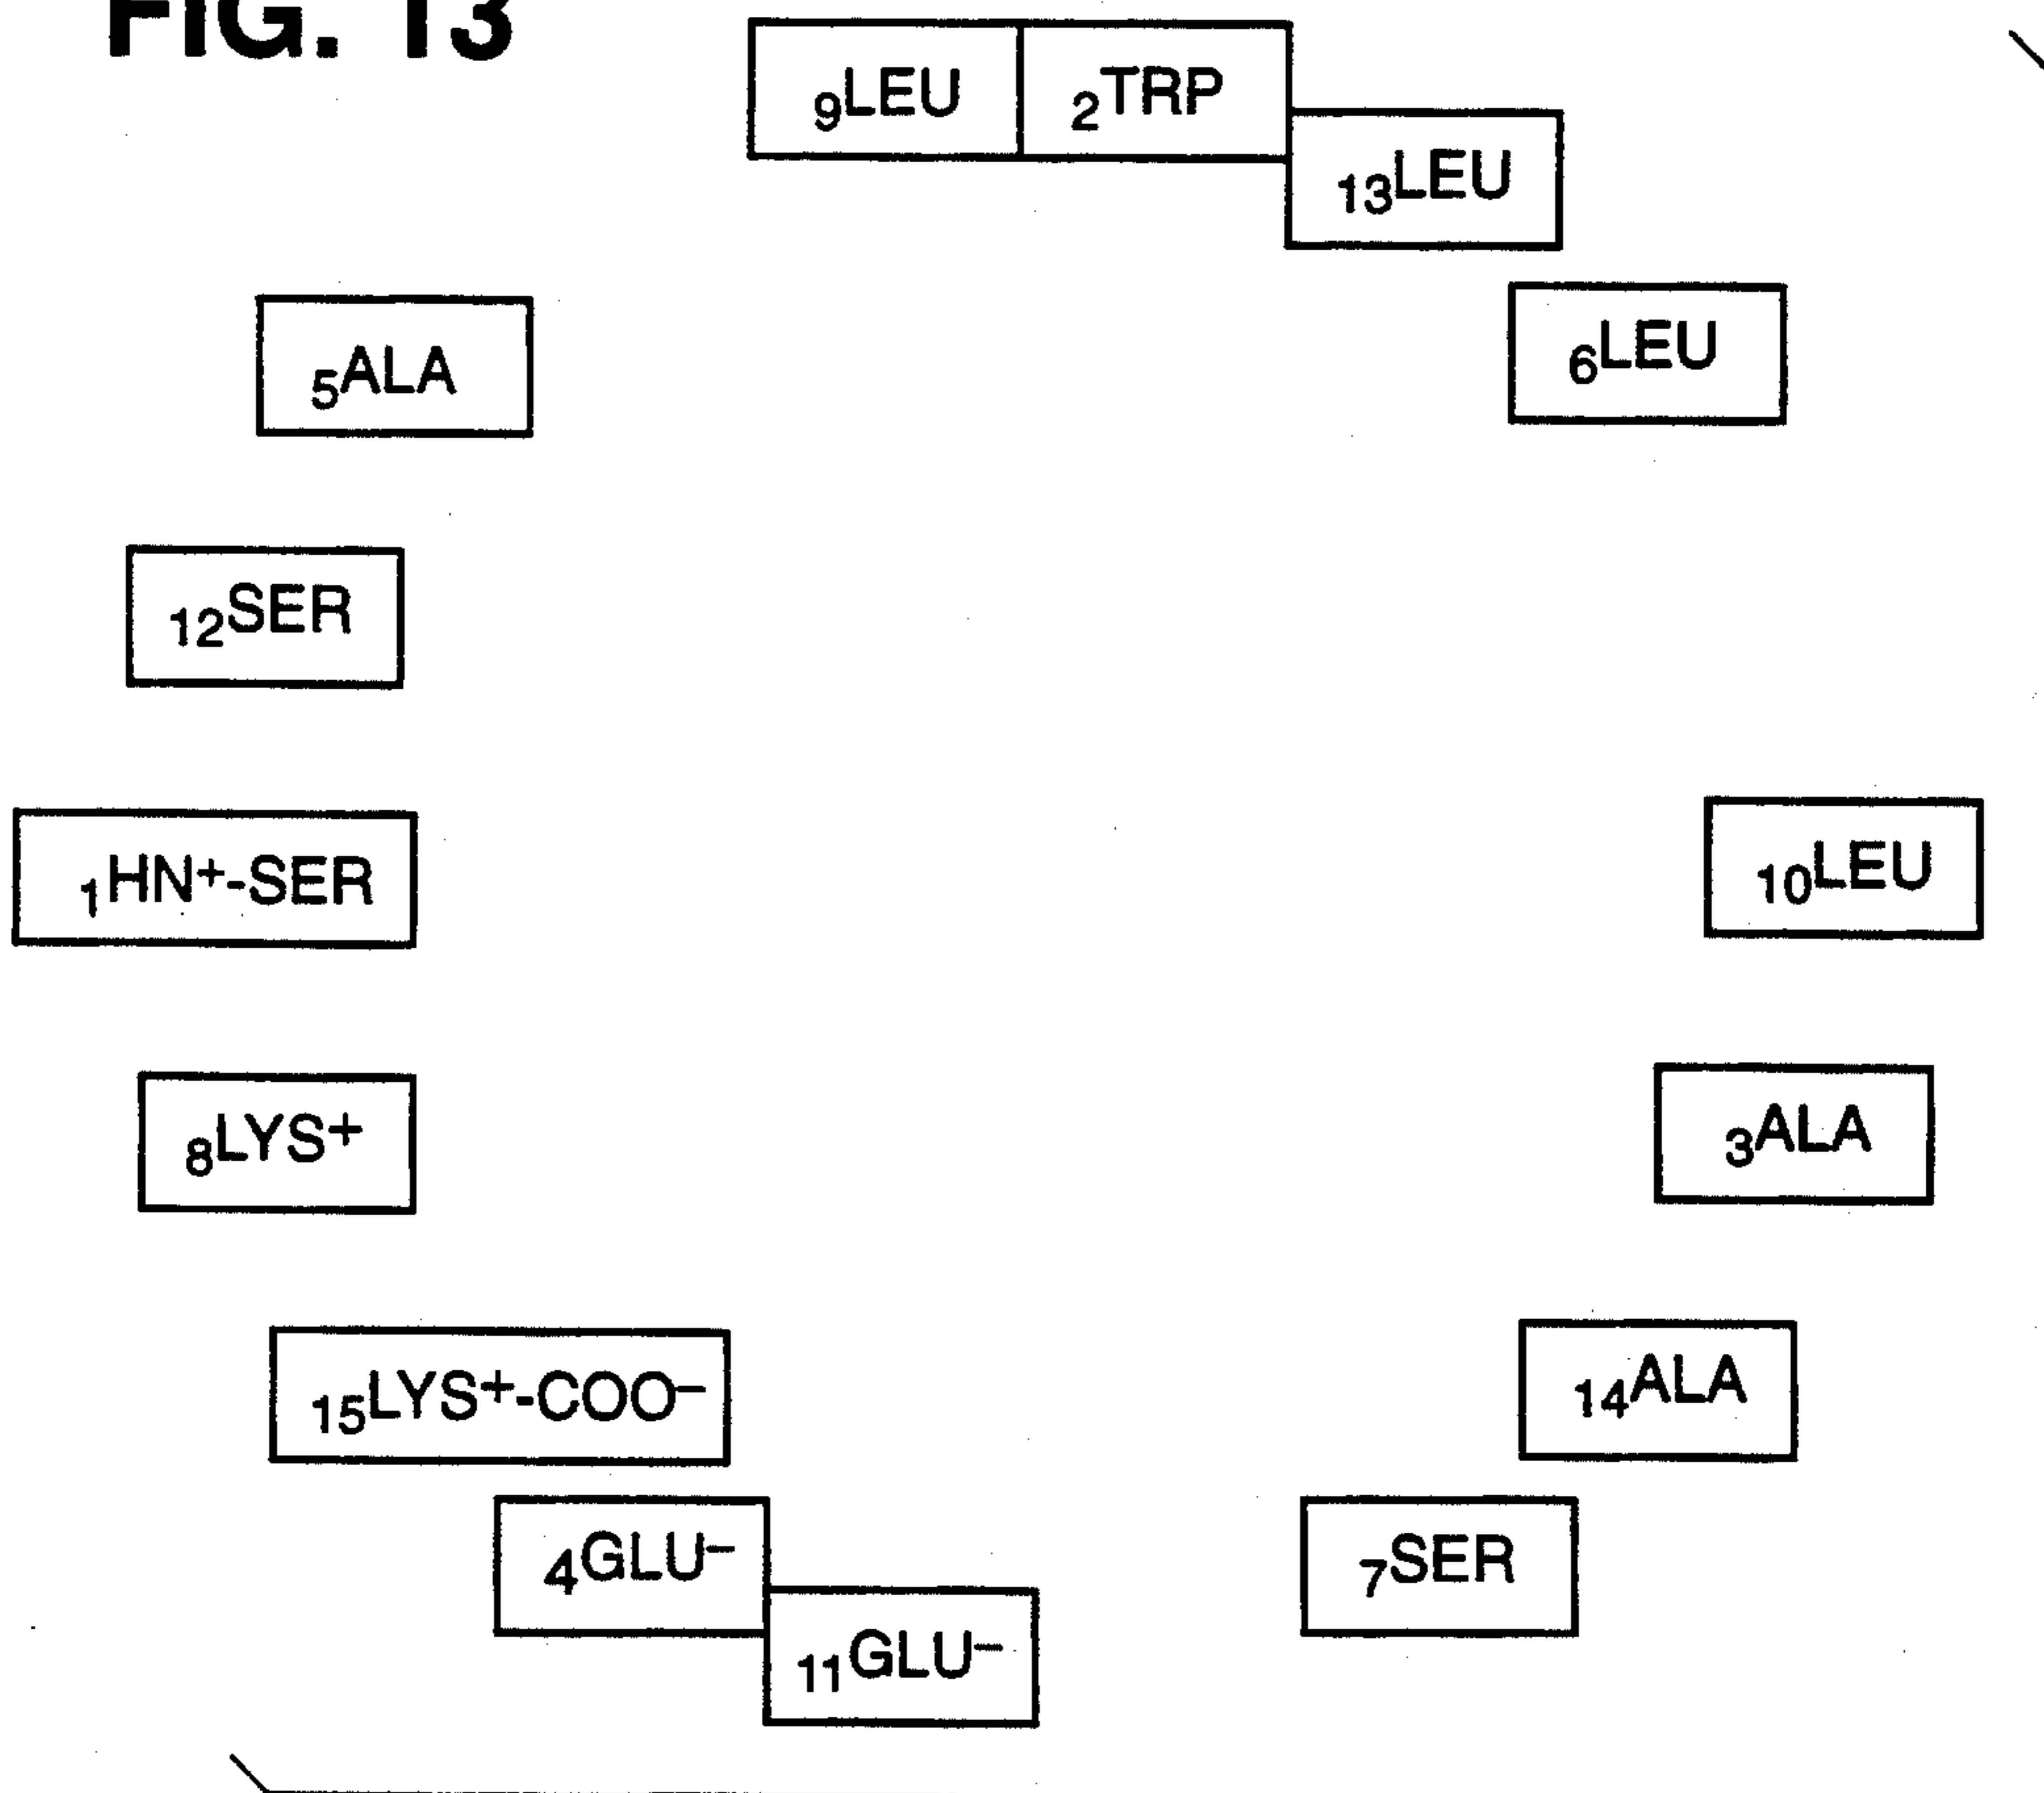 FIG. 13
9LEU 2TRP
13LEU
5ALA 6LEU
12SER
1HN+-SER 10LEU
8LYS+ 3ALA
15LYS+-COO− 14ALA
4GLU− 7SER
11GLU−